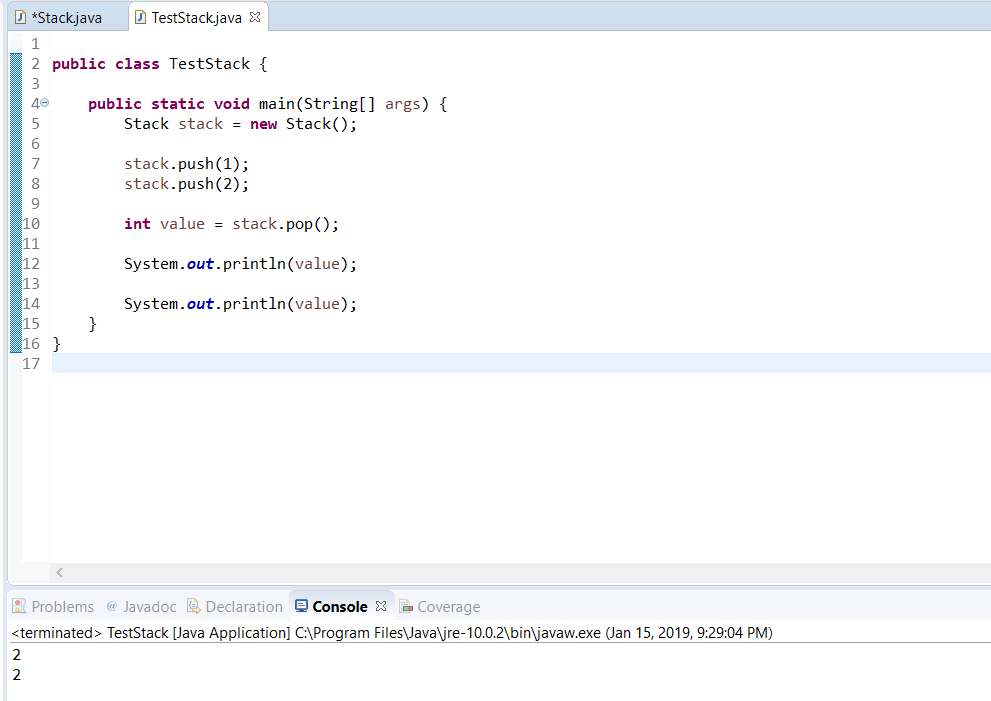 *Stack.java TestStack.java
1
2 public class TestStack {
3
4 public static void main(String[] args) {
5 Stack stack = new Stack();
6
7 stack.push(1);
8 stack.push(2);
9
10 int value = stack.pop();
11
12 System.out.println(value);
13
14 System.out.println(value);
15 }
16 }
17
Problems @ Javadoc Declaration Console Coverage
<terminated> TestStack [Java Application] C:\Program Files\Java\jre-10.0.2\bin\javaw.exe (Jan 15, 2019, 9:29:04 PM)
2
2